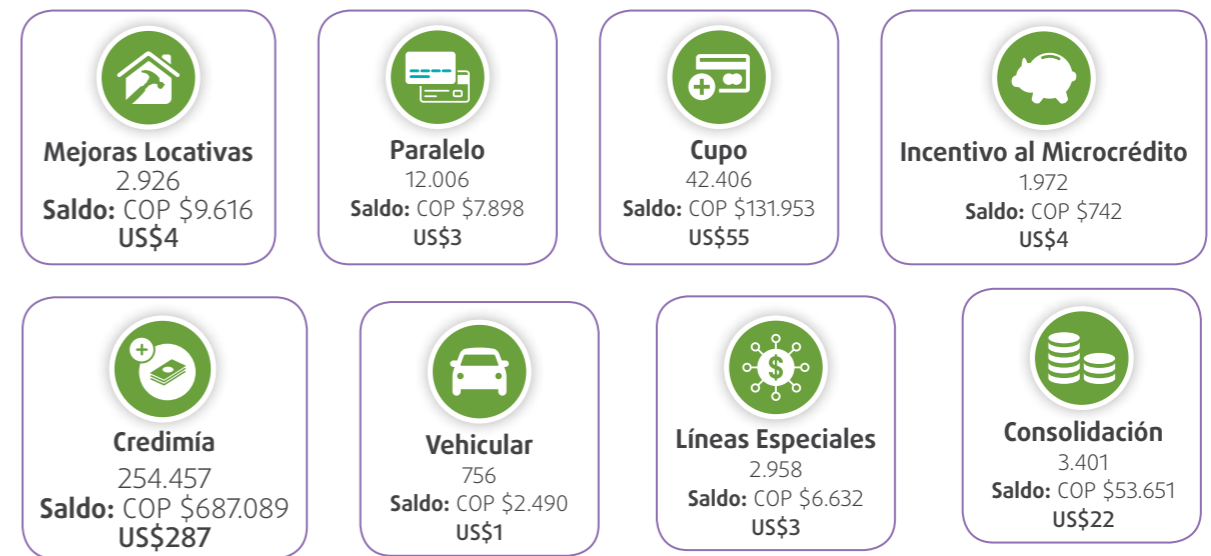 Mejoras Locativas
2.926
Saldo: COP $9.616
US$4
Paralelo
12.006
Saldo: COP $7.898
US$3
Cupo
42.406
Saldo: COP $131.953
US$55
Incentivo al Microcrédito
1.972
Saldo: COP $742
US$4
Credimía
254.457
Saldo: COP $687.089
US$287
Vehicular
756
Saldo: COP $2.490
US$1
Líneas Especiales
2.958
Saldo: COP $6.632
US$3
Consolidación
3.401
Saldo: COP $53.651
US$22